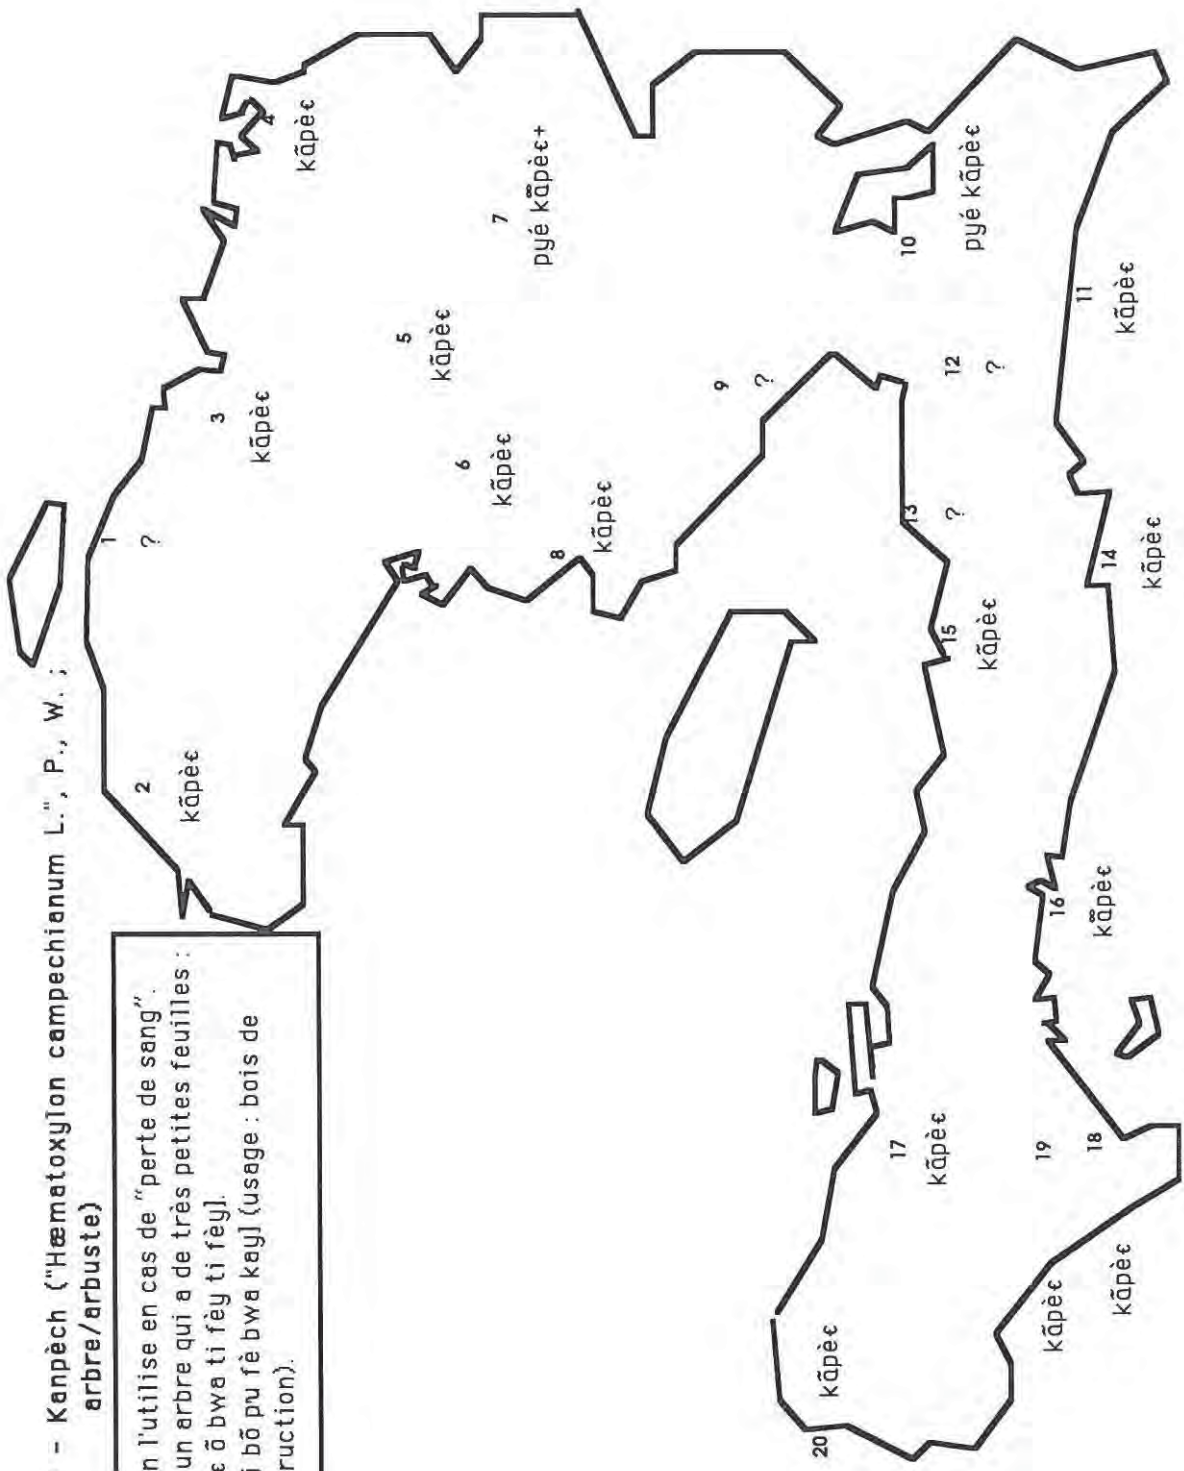 - Kanpèch ("Hæmatoxylon campechianum L.", P., W. ;
arbre/arbuste)
n l'utilise en cas de "perte de sang".
un arbre qui a de très petites feuilles :
ɛ õ bwa ti fèy ti fèy].
i bõ pu fè bwa kay] (usage : bois de
ruction).
1
?
2
kãpèɛ
3
kãpèɛ
4
kãpèɛ
5
kãpèɛ
6
kãpèɛ
7
pyé kãpèɛ+
8
kãpèɛ
9
?
10
pyé kãpèɛ
11
kãpèɛ
12
?
13
?
14
kãpèɛ
15
kãpèɛ
16
kãpèɛ
17
kãpèɛ
18
kãpèɛ
19
kãpèɛ
20
kãpèɛ